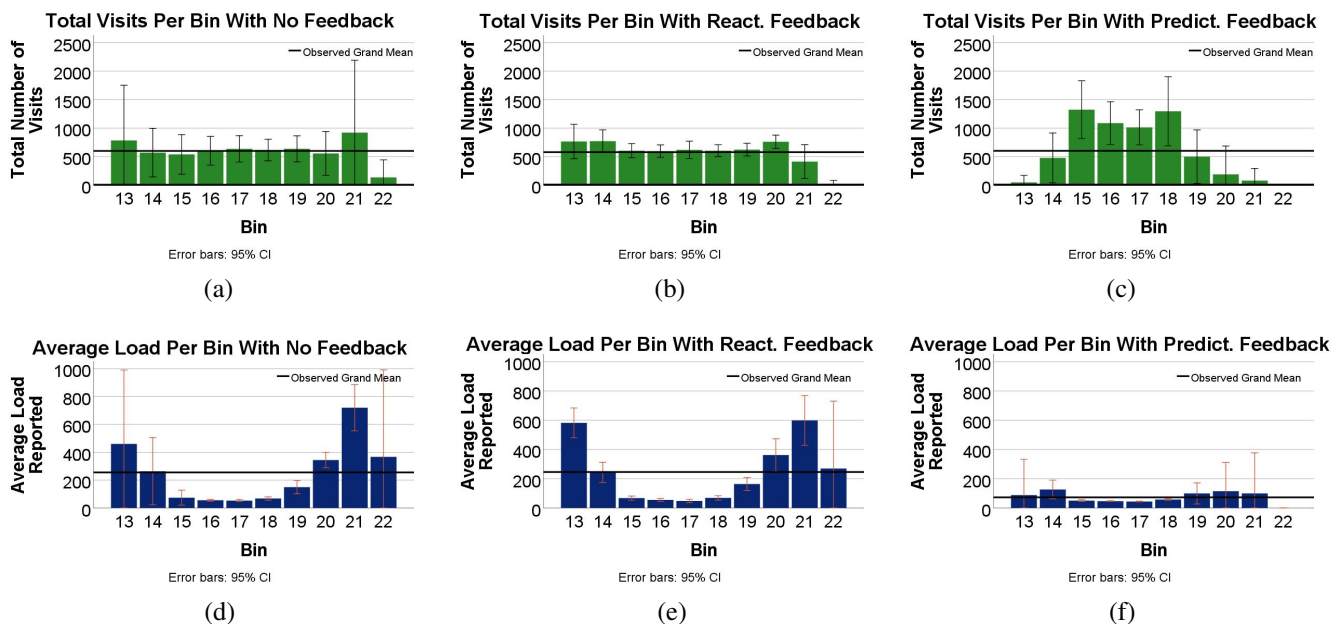 Total Visits Per Bin With No Feedback
2500
2000
1500
1000
500
0
Total Number of
Visits
Observed Grand Mean
13 14 15 16 17 18 19 20 21 22
Bin
Error bars: 95% CI
(a)
Total Visits Per Bin With React. Feedback
2500
2000
1500
1000
500
0
Total Number of
Visits
Observed Grand Mean
13 14 15 16 17 18 19 20 21 22
Bin
Error bars: 95% CI
(b)
Total Visits Per Bin With Predict. Feedback
2500
2000
1500
1000
500
0
Total Number of
Visits
Observed Grand Mean
13 14 15 16 17 18 19 20 21 22
Bin
Error bars: 95% CI
(c)
Average Load Per Bin With No Feedback
1000
800
600
400
200
0
Average Load
Reported
Observed Grand Mean
13 14 15 16 17 18 19 20 21 22
Bin
Error bars: 95% CI
(d)
Average Load Per Bin With React. Feedback
1000
800
600
400
200
0
Average Load
Reported
Observed Grand Mean
13 14 15 16 17 18 19 20 21 22
Bin
Error bars: 95% CI
(e)
Average Load Per Bin With Predict. Feedback
1000
800
600
400
200
0
Average Load
Reported
Observed Grand Mean
13 14 15 16 17 18 19 20 21 22
Bin
Error bars: 95% CI
(f)